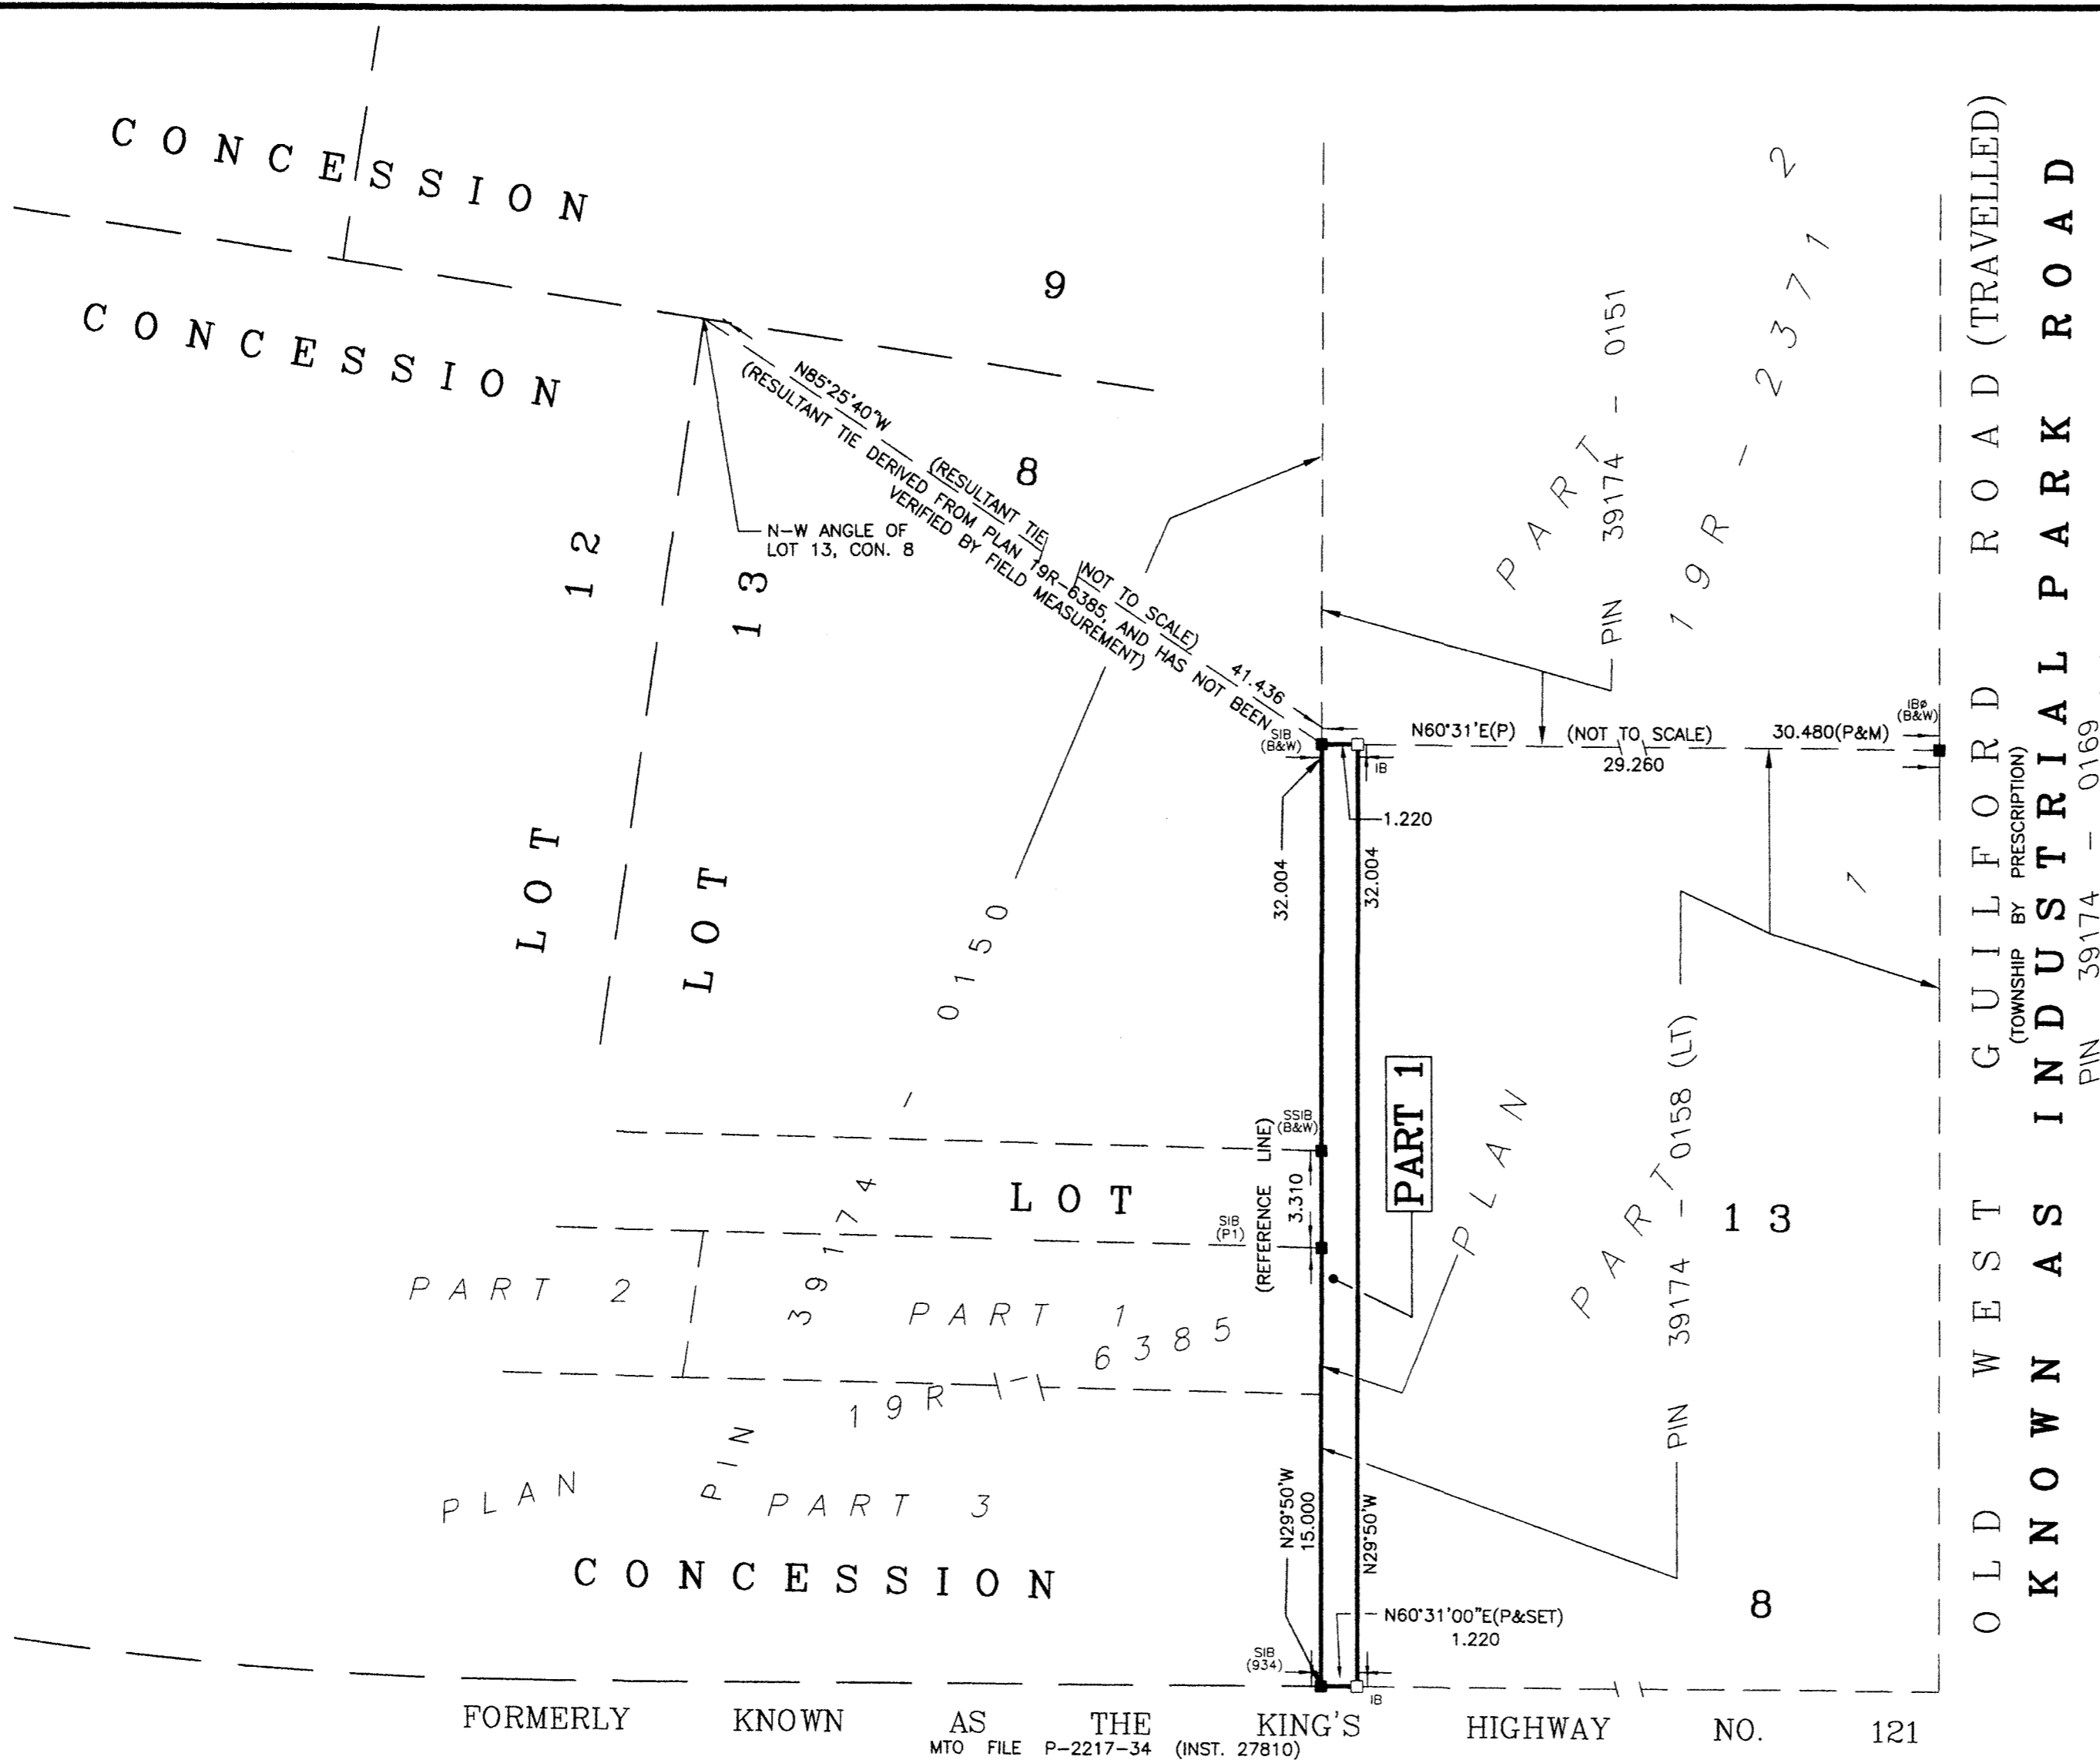 CONCESSION
9
CONCESSION
8
N85°25'40"W (RESULTANT TIE NOT TO SCALE) 41.436
(RESULTANT TIE DERIVED FROM PLAN 19R-6385, AND HAS NOT BEEN
VERIFIED BY FIELD MEASUREMENT)
N-W ANGLE OF
LOT 13, CON. 8
LOT 12
LOT 13
PIN 39174 - 0150
PART 2
PLAN 19R-23712
PIN 39174 - 0151
SIB
(B&W)
N60°31'E(P) (NOT TO SCALE) 30.480(P&M)
29.260
IBø
(B&W)
IB
1.220
32.004
32.004
PART 1
PIN 39174 - 0158 (LT)
SSIB
(B&W)
3.310
(REFERENCE LINE)
SIB
(P1)
PART 1
LOT 13
PART 2
PART 1
PLAN 19R - 6385
PART 3
N29°50'W
15.000
N29°50'W
CONCESSION 8
N60°31'00"E(P&SET)
1.220
SIB
(934)
IB
FORMERLY KNOWN AS THE KING'S HIGHWAY NO. 121
MTO FILE P-2217-34 (INST. 27810)
OLD WEST GUILFORD ROAD (TRAVELLED)
(TOWNSHIP BY PRESCRIPTION)
KNOWN AS INDUSTRIAL PARK ROAD
PIN 39174 - 0169